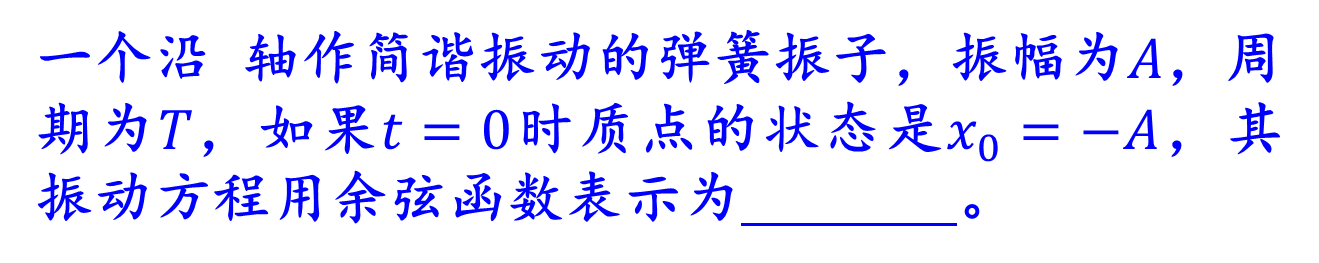 一个沿 轴作简谐振动的弹簧振子，振幅为A，周
期为T，如果t = 0时质点的状态是x₀ = −A，其
振动方程用余弦函数表示为________。